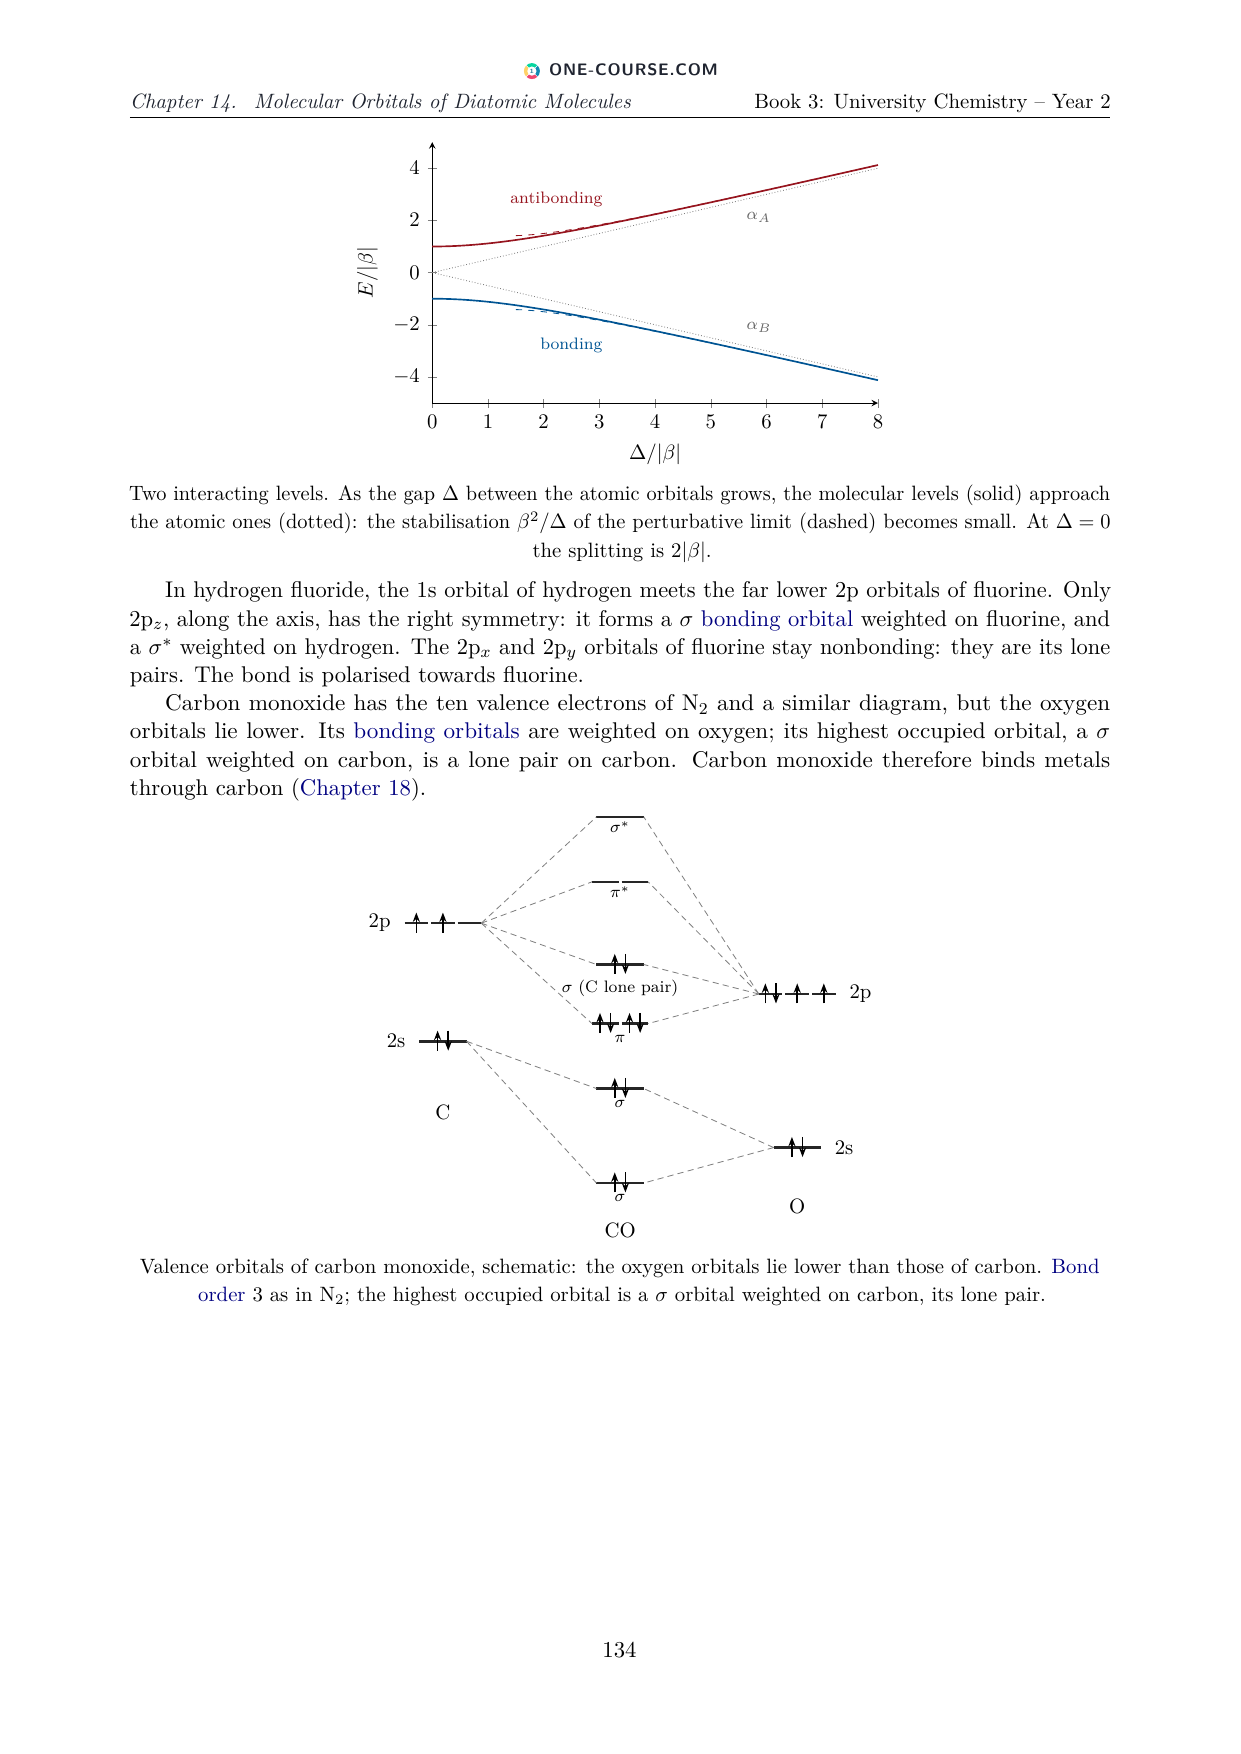 ONE-COURSE.COM
Chapter 14. Molecular Orbitals of Diatomic Molecules Book 3: University Chemistry – Year 2
4
antibonding
2
α_A
E/|β|
0
−2
α_B
bonding
−4
0 1 2 3 4 5 6 7 8
Δ/|β|
Two interacting levels. As the gap Δ between the atomic orbitals grows, the molecular levels (solid) approach
the atomic ones (dotted): the stabilisation β²/Δ of the perturbative limit (dashed) becomes small. At Δ = 0
the splitting is 2|β|.
In hydrogen fluoride, the 1s orbital of hydrogen meets the far lower 2p orbitals of fluorine. Only
2p_z, along the axis, has the right symmetry: it forms a σ bonding orbital weighted on fluorine, and
a σ* weighted on hydrogen. The 2p_x and 2p_y orbitals of fluorine stay nonbonding: they are its lone
pairs. The bond is polarised towards fluorine.
Carbon monoxide has the ten valence electrons of N₂ and a similar diagram, but the oxygen
orbitals lie lower. Its bonding orbitals are weighted on oxygen; its highest occupied orbital, a σ
orbital weighted on carbon, is a lone pair on carbon. Carbon monoxide therefore binds metals
through carbon (Chapter 18).
σ*
π*
2p
σ (C lone pair)
2p
π
2s
σ
C
2s
σ
O
CO
Valence orbitals of carbon monoxide, schematic: the oxygen orbitals lie lower than those of carbon. Bond
order 3 as in N₂; the highest occupied orbital is a σ orbital weighted on carbon, its lone pair.
134